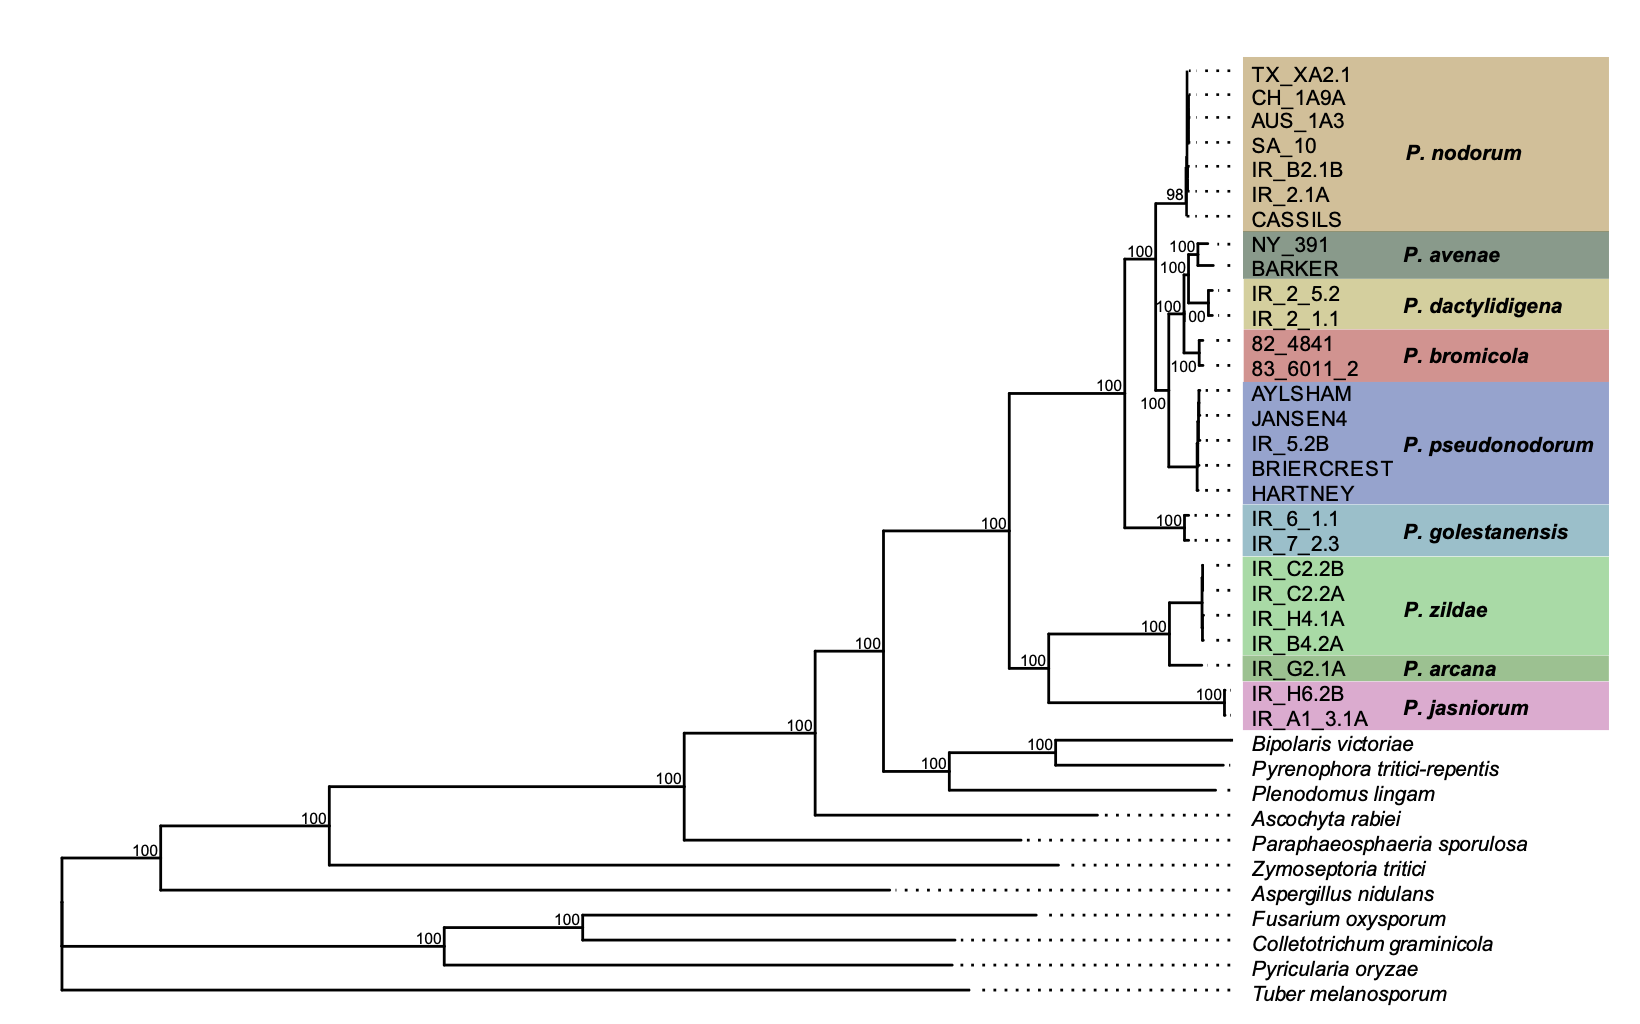 TX_XA2.1
CH_1A9A
AUS_1A3
SA_10
P. nodorum
IR_B2.1B
IR_2.1A
98
CASSILS
NY_391
100
100
P. avenae
BARKER
100
IR_2_5.2
100
P. dactylidigena
IR_2_1.1
00
82_4841
P. bromicola
83_6011_2
100
100
AYLSHAM
100
JANSEN4
IR_5.2B
P. pseudonodorum
BRIERCREST
HARTNEY
IR_6_1.1
100
100
P. golestanensis
IR_7_2.3
IR_C2.2B
IR_C2.2A
P. zildae
IR_H4.1A
100
IR_B4.2A
100
100
IR_G2.1A
P. arcana
IR_H6.2B
100
P. jasniorum
IR_A1_3.1A
100
Bipolaris victoriae
100
Pyrenophora tritici-repentis
100
Plenodomus lingam
100
Ascochyta rabiei
100
Paraphaeosphaeria sporulosa
100
Zymoseptoria tritici
Aspergillus nidulans
Fusarium oxysporum
100
Colletotrichum graminicola
100
Pyricularia oryzae
Tuber melanosporum